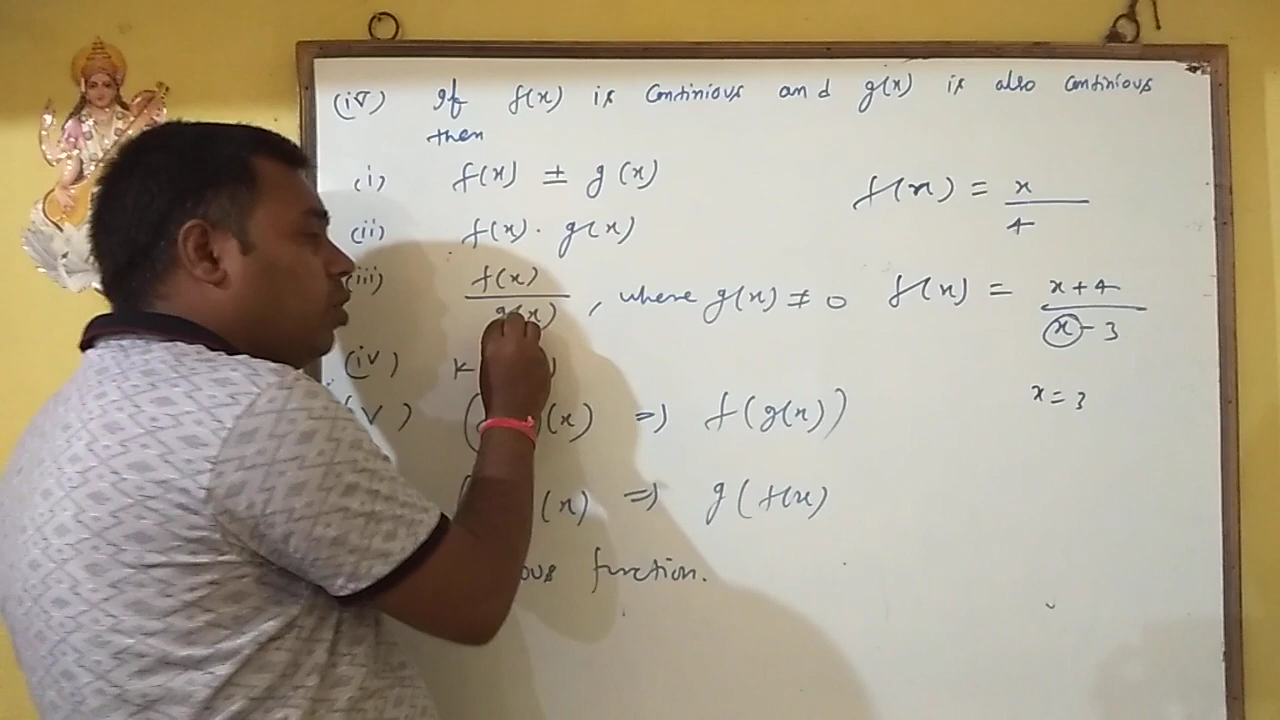 (iv) If f(x) is continious and g(x) is also continious
then
(i) f(x) ± g(x)
(ii) f(x) . g(x)
(iii) f(x) / g(x) , where g(x) ≠ 0
(iv) K
(v) (x) ⇒ f(g(x))
(x) ⇒ g(f(x)
function.
f(x) = x / 4
f(x) = x + 4 / x - 3
x = 3